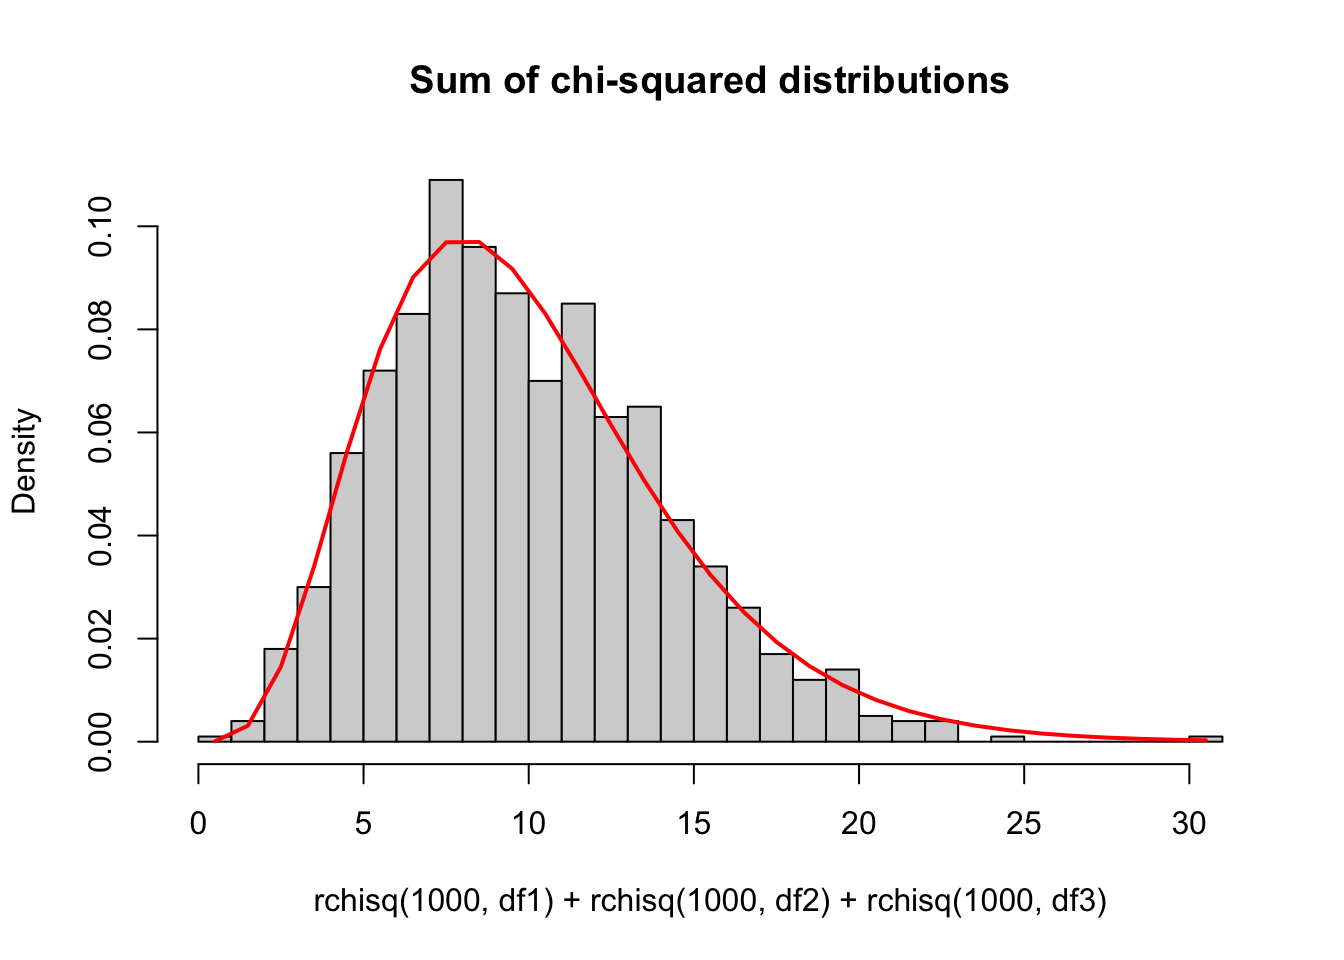 Sum of chi-squared distributions
Density
0.10
0.08
0.06
0.04
0.02
0.00
0 5 10 15 20 25 30
rchisq(1000, df1) + rchisq(1000, df2) + rchisq(1000, df3)